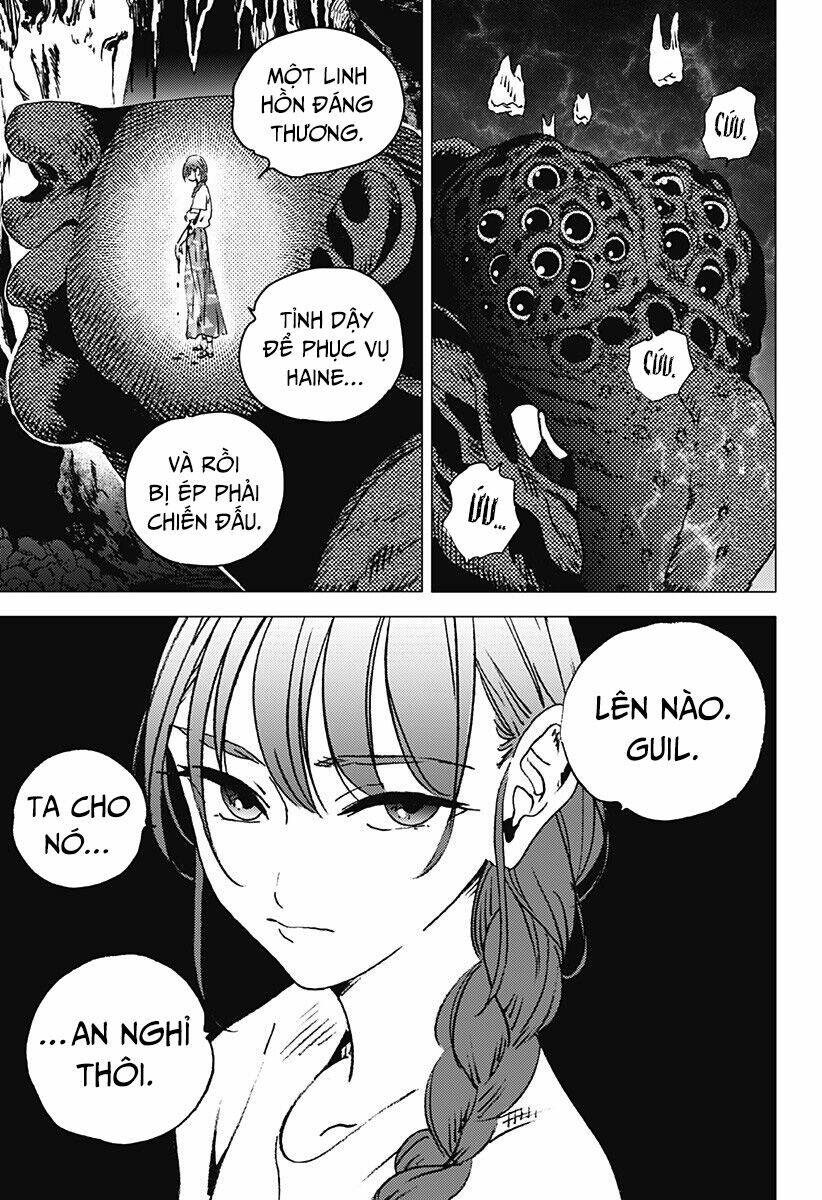 CỨU.
CỨU.
ỨU...
MỘT LINH
HỒN ĐÁNG
THƯƠNG.
TỈNH DẬY
ĐỂ PHỤC VỤ
HAINE...
VÀ RỒI
BỊ ÉP PHẢI
CHIẾN ĐẤU.
LÊN NÀO.
GUIL.
TA CHO
NÓ...
...AN NGHỈ
THÔI.